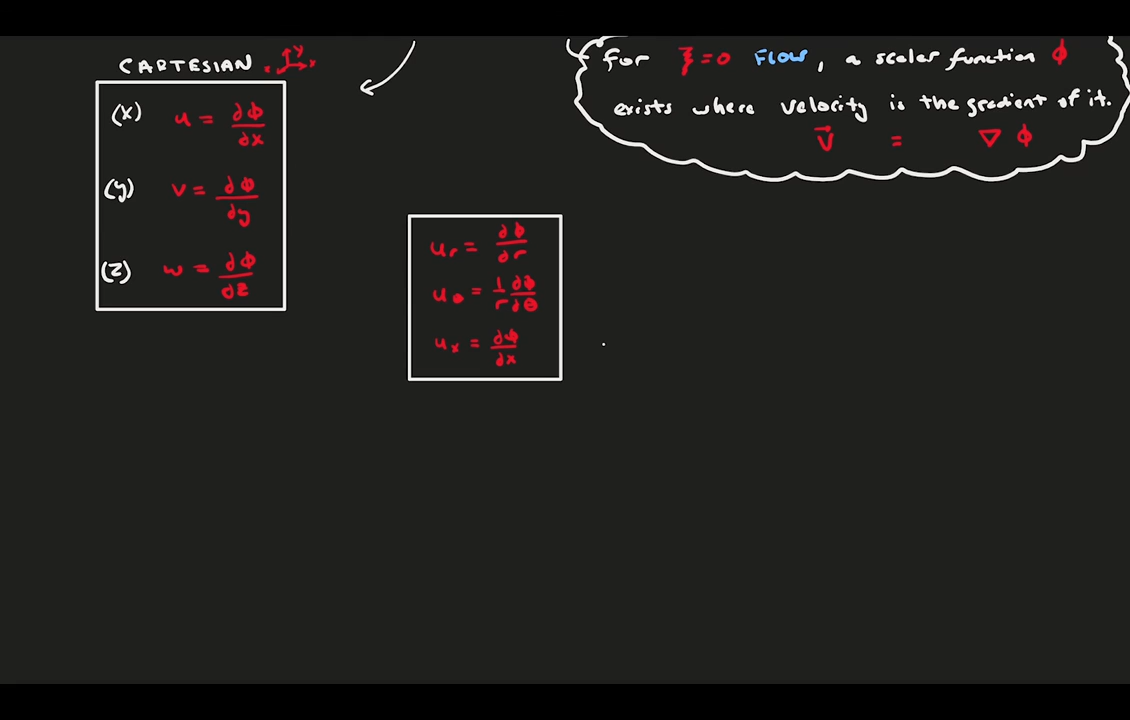 CARTESIAN x y z
(x) u = ∂Φ/∂x
(y) v = ∂Φ/∂y
(z) w = ∂Φ/∂z
for ξ=0 Flow, a scaler function Φ
exists where velocity is the gradient of it.
V⃗ = ∇ Φ
u_r = ∂Φ/∂r
u_θ = 1/r ∂Φ/∂θ
u_x = ∂Φ/∂x